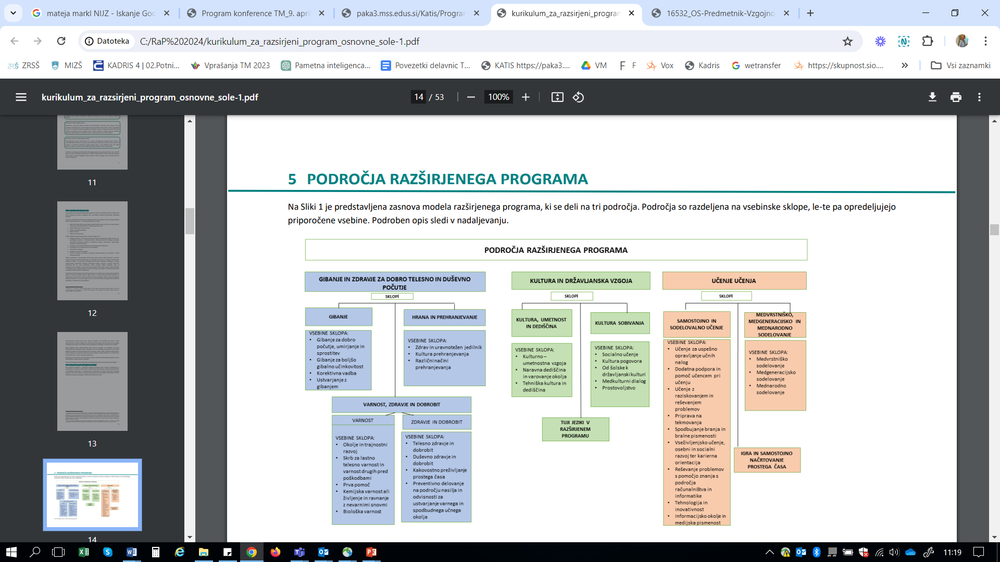 mateja markl NIJZ - Iskanje Goo
Program konference TM_9. apri
paka3.mss.edus.si/Katis/Program
kurikulum_za_razsirjeni_program
16532_OS-Predmetnik-Vzgojno
Datoteka
C:/RaP%202024/kurikulum_za_razsirjeni_program_osnovne_sole-1.pdf
ZRSŠ
MIZŠ
KADRIS 4 | 02.Potni...
Vprašanja TM 2023
Pametna inteligenca...
Povezetki delavnic T...
KATIS https://paka3....
VM
F
Vox
Kadris
wetransfer
https://skupnost.sio....
Vsi zaznamki
kurikulum_za_razsirjeni_program_osnovne_sole-1.pdf
14 / 53
100%
11
12
13
14
5 PODROČJA RAZŠIRJENEGA PROGRAMA
Na Sliki 1 je predstavljena zasnova modela razširjenega programa, ki se deli na tri področja. Področja so razdeljena na vsebinske sklope, le-te pa opredeljujejo
priporočene vsebine. Podroben opis sledi v nadaljevanju.
PODROČJA RAZŠIRJENEGA PROGRAMA
GIBANJE IN ZDRAVJE ZA DOBRO TELESNO IN DUŠEVNO
POČUTJE
SKLOPI
GIBANJE
VSEBINE SKLOPA:
• Gibanje za dobro
počutje, umirjanje in
sprostitev
• Gibanje za boljšo
gibalno učinkovitost
• Korektivna vadba
• Ustvarjanje z
gibanjem
HRANA IN PREHRANJEVANJE
VSEBINE SKLOPA:
• Zdrav in uravnotežen jedilnik
• Kultura prehranjevanja
• Različni načini
prehranjevanja
VARNOST, ZDRAVJE IN DOBROBIT
VARNOST
VSEBINE SKLOPA:
• Okolje in trajnostni
razvoj
• Skrb za lastno
telesno varnost in
varnost drugih pred
poškodbami
• Prva pomoč
• Kemijska varnost ali
življenje in ravnanje
z nevarnimi snovmi
• Biološka varnost
ZDRAVJE IN DOBROBIT
VSEBINE SKLOPA:
• Telesno zdravje in
dobrobit
• Duševno zdravje in
dobrobit
• Kakovostno preživljanje
prostega časa
• Preventivno delovanje
na področju nasilja in
odvisnosti za
ustvarjanje varnega in
spodbudnega učnega
okolja
KULTURA IN DRŽAVLJANSKA VZGOJA
SKLOPI
KULTURA, UMETNOST
IN DEDIŠČINA
VSEBINE SKLOPA:
• Kulturno –
umetnostna vzgoja
• Naravna dediščina
in varovanje okolja
• Tehniška kultura in
dediščina
KULTURA SOBIVANJA
VSEBINE SKLOPA:
• Socialno učenje
• Kultura pogovora
• Od šolske k
državljanski kulturi
• Medkulturni dialog
• Prostovoljstvo
TUJI JEZIKI V
RAZŠIRJENEM
PROGRAMU
UČENJE UČENJA
SKLOPI
SAMOSTOJNO IN
SODELOVALNO UČENJE
VSEBINE SKLOPA:
• Učenje za uspešno
opravljanje učnih
nalog
• Dodatna podpora in
pomoč učencem pri
učenju
• Učenje z
raziskovanjem in
reševanjem
problemov
• Priprava na
tekmovanja
• Spodbujanje branja in
bralne pismenosti
• Vseživljenjsko učenje,
osebni in socialni
razvoj ter karierna
orientacija
• Reševanje problemov
s pomočjo znanja s
področja
računalništva in
informatike
• Tehnologija in
inovativnost
• Informacijsko okolje in
medijska pismenost
MEDVRSTNIŠKO,
MEDGENERACIJSKO IN
MEDNARODNO
SODELOVANJE
VSEBINE SKLOPA:
• Medvrstniško
sodelovanje
• Medgeneracijsko
sodelovanje
• Mednarodno
sodelovanje
IGRA IN SAMOSTOJNO
NAČRTOVANJE
PROSTEGA ČASA
11:19